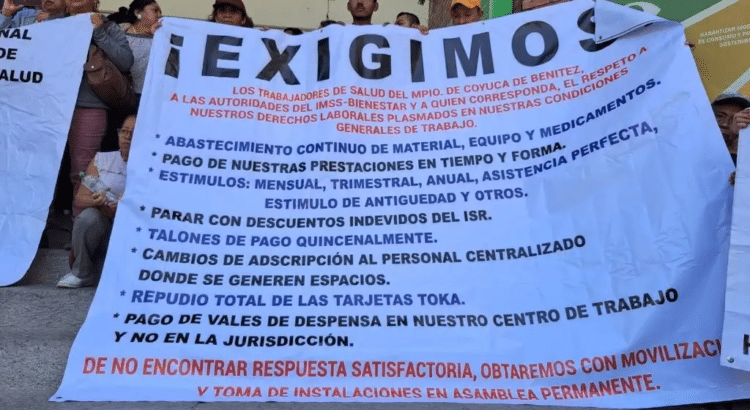 NAL
DE
SALUD
¡EXIGIMOS
LOS TRABAJADORES DE SALUD DEL MPIO. DE COYUCA DE BENITEZ,
A LAS AUTORIDADES DEL IMSS-BIENESTAR Y A QUIEN CORRESPONDA, EL RESPETO A
NUESTROS DERECHOS LABORALES PLASMADOS EN NUESTRAS CONDICIONES
GENERALES DE TRABAJO.
* ABASTECIMIENTO CONTINUO DE MATERIAL, EQUIPO Y MEDICAMENTOS.
* PAGO DE NUESTRAS PRESTACIONES EN TIEMPO Y FORMA.
* ESTIMULOS: MENSUAL, TRIMESTRAL, ANUAL, ASISTENCIA PERFECTA,
ESTIMULO DE ANTIGUEDAD Y OTROS.
* PARAR CON DESCUENTOS INDEVIDOS DEL ISR.
* TALONES DE PAGO QUINCENALMENTE.
* CAMBIOS DE ADSCRIPCIÓN AL PERSONAL CENTRALIZADO
DONDE SE GENEREN ESPACIOS.
* REPUDIO TOTAL DE LAS TARJETAS TOKA.
* PAGO DE VALES DE DESPENSA EN NUESTRO CENTRO DE TRABAJO
Y NO EN LA JURISDICCIÓN.
DE NO ENCONTRAR RESPUESTA SATISFACTORIA, OBTAREMOS CON MOVILIZACI
Y TOMA DE INSTALACIONES EN ASAMBLEA PERMANENTE.